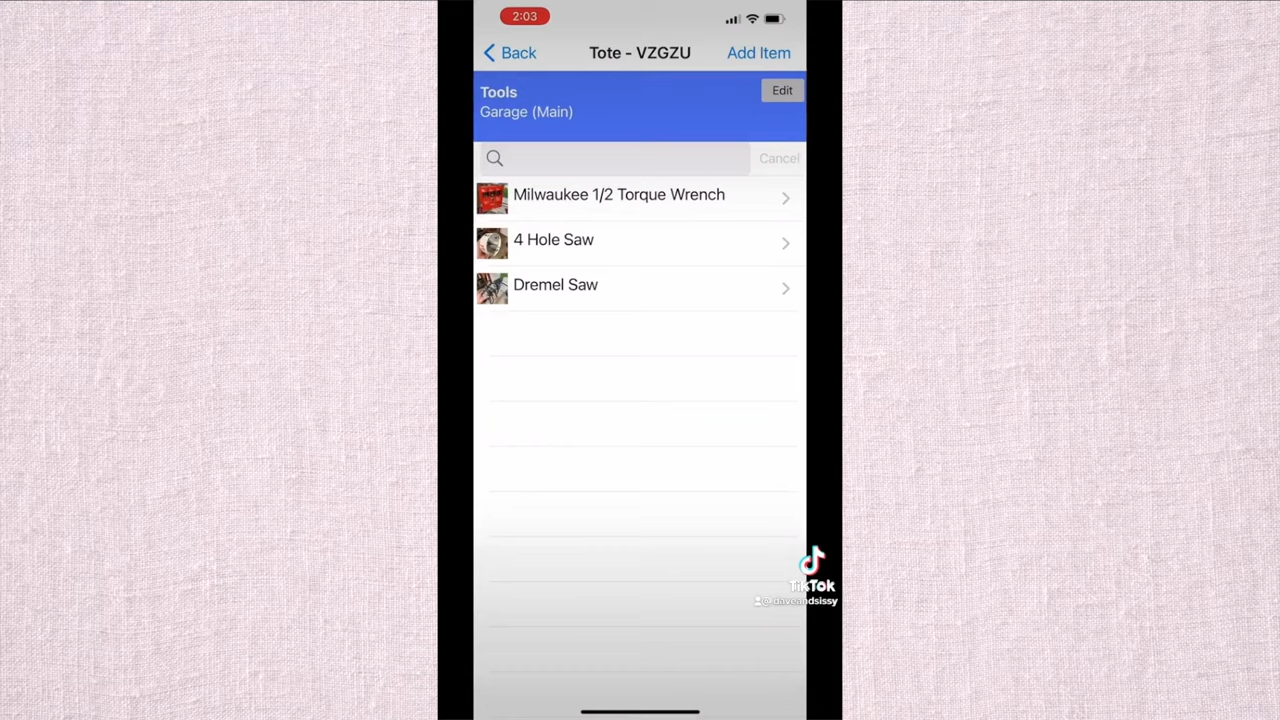 2:03
Back
Tote - VZGZU
Add Item
Tools
Edit
Garage (Main)
Cancel
Milwaukee 1/2 Torque Wrench
4 Hole Saw
Dremel Saw
TikTok
@daveandsissy